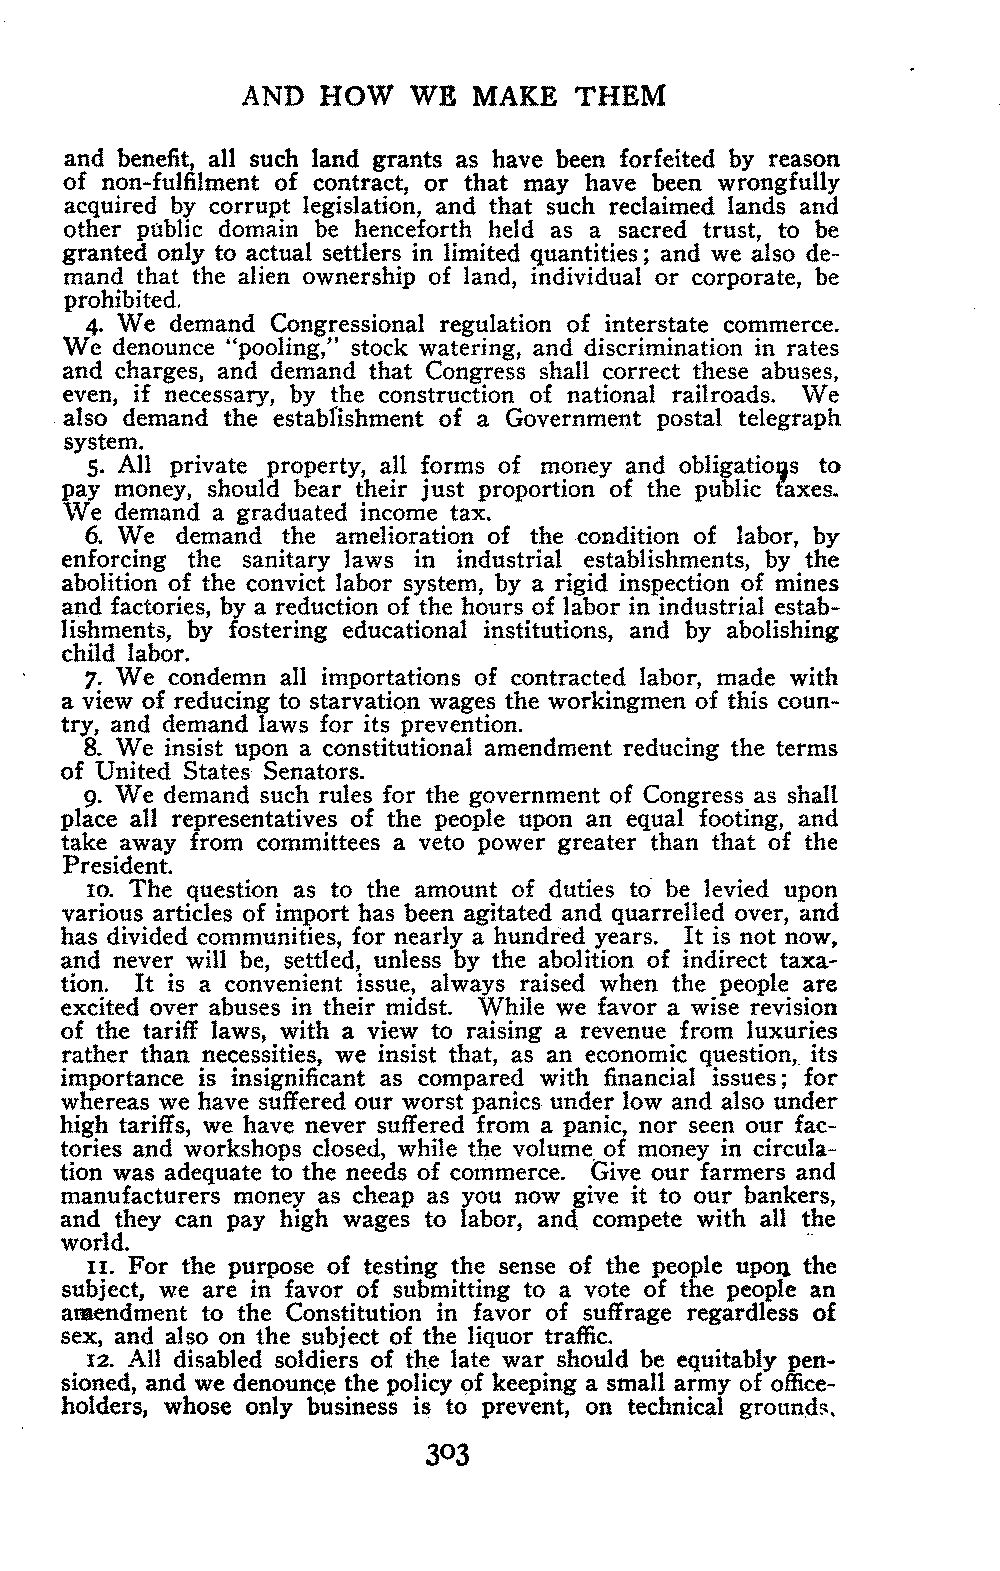 AND HOW WE MAKE THEM
and benefit, all such land grants as have been forfeited by reason
of non-fulfilment of contract, or that may have been wrongfully
acquired by corrupt legislation, and that such reclaimed lands and
other public domain be henceforth held as a sacred trust, to be
granted only to actual settlers in limited quantities; and we also de-
mand that the alien ownership of land, individual or corporate, be
prohibited.
4. We demand Congressional regulation of interstate commerce.
We denounce "pooling," stock watering, and discrimination in rates
and charges, and demand that Congress shall correct these abuses,
even, if necessary, by the construction of national railroads. We
also demand the establishment of a Government postal telegraph
system.
5. All private property, all forms of money and obligations to
pay money, should bear their just proportion of the public taxes.
We demand a graduated income tax.
6. We demand the amelioration of the condition of labor, by
enforcing the sanitary laws in industrial establishments, by the
abolition of the convict labor system, by a rigid inspection of mines
and factories, by a reduction of the hours of labor in industrial estab-
lishments, by fostering educational institutions, and by abolishing
child labor.
7. We condemn all importations of contracted labor, made with
a view of reducing to starvation wages the workingmen of this coun-
try, and demand laws for its prevention.
8. We insist upon a constitutional amendment reducing the terms
of United States Senators.
9. We demand such rules for the government of Congress as shall
place all representatives of the people upon an equal footing, and
take away from committees a veto power greater than that of the
President.
10. The question as to the amount of duties to be levied upon
various articles of import has been agitated and quarrelled over, and
has divided communities, for nearly a hundred years. It is not now,
and never will be, settled, unless by the abolition of indirect taxa-
tion. It is a convenient issue, always raised when the people are
excited over abuses in their midst. While we favor a wise revision
of the tariff laws, with a view to raising a revenue from luxuries
rather than necessities, we insist that, as an economic question, its
importance is insignificant as compared with financial issues; for
whereas we have suffered our worst panics under low and also under
high tariffs, we have never suffered from a panic, nor seen our fac-
tories and workshops closed, while the volume of money in circula-
tion was adequate to the needs of commerce. Give our farmers and
manufacturers money as cheap as you now give it to our bankers,
and they can pay high wages to labor, and compete with all the
world.
11. For the purpose of testing the sense of the people upon the
subject, we are in favor of submitting to a vote of the people an
amendment to the Constitution in favor of suffrage regardless of
sex, and also on the subject of the liquor traffic.
12. All disabled soldiers of the late war should be equitably pen-
sioned, and we denounce the policy of keeping a small army of office-
holders, whose only business is to prevent, on technical grounds,
303